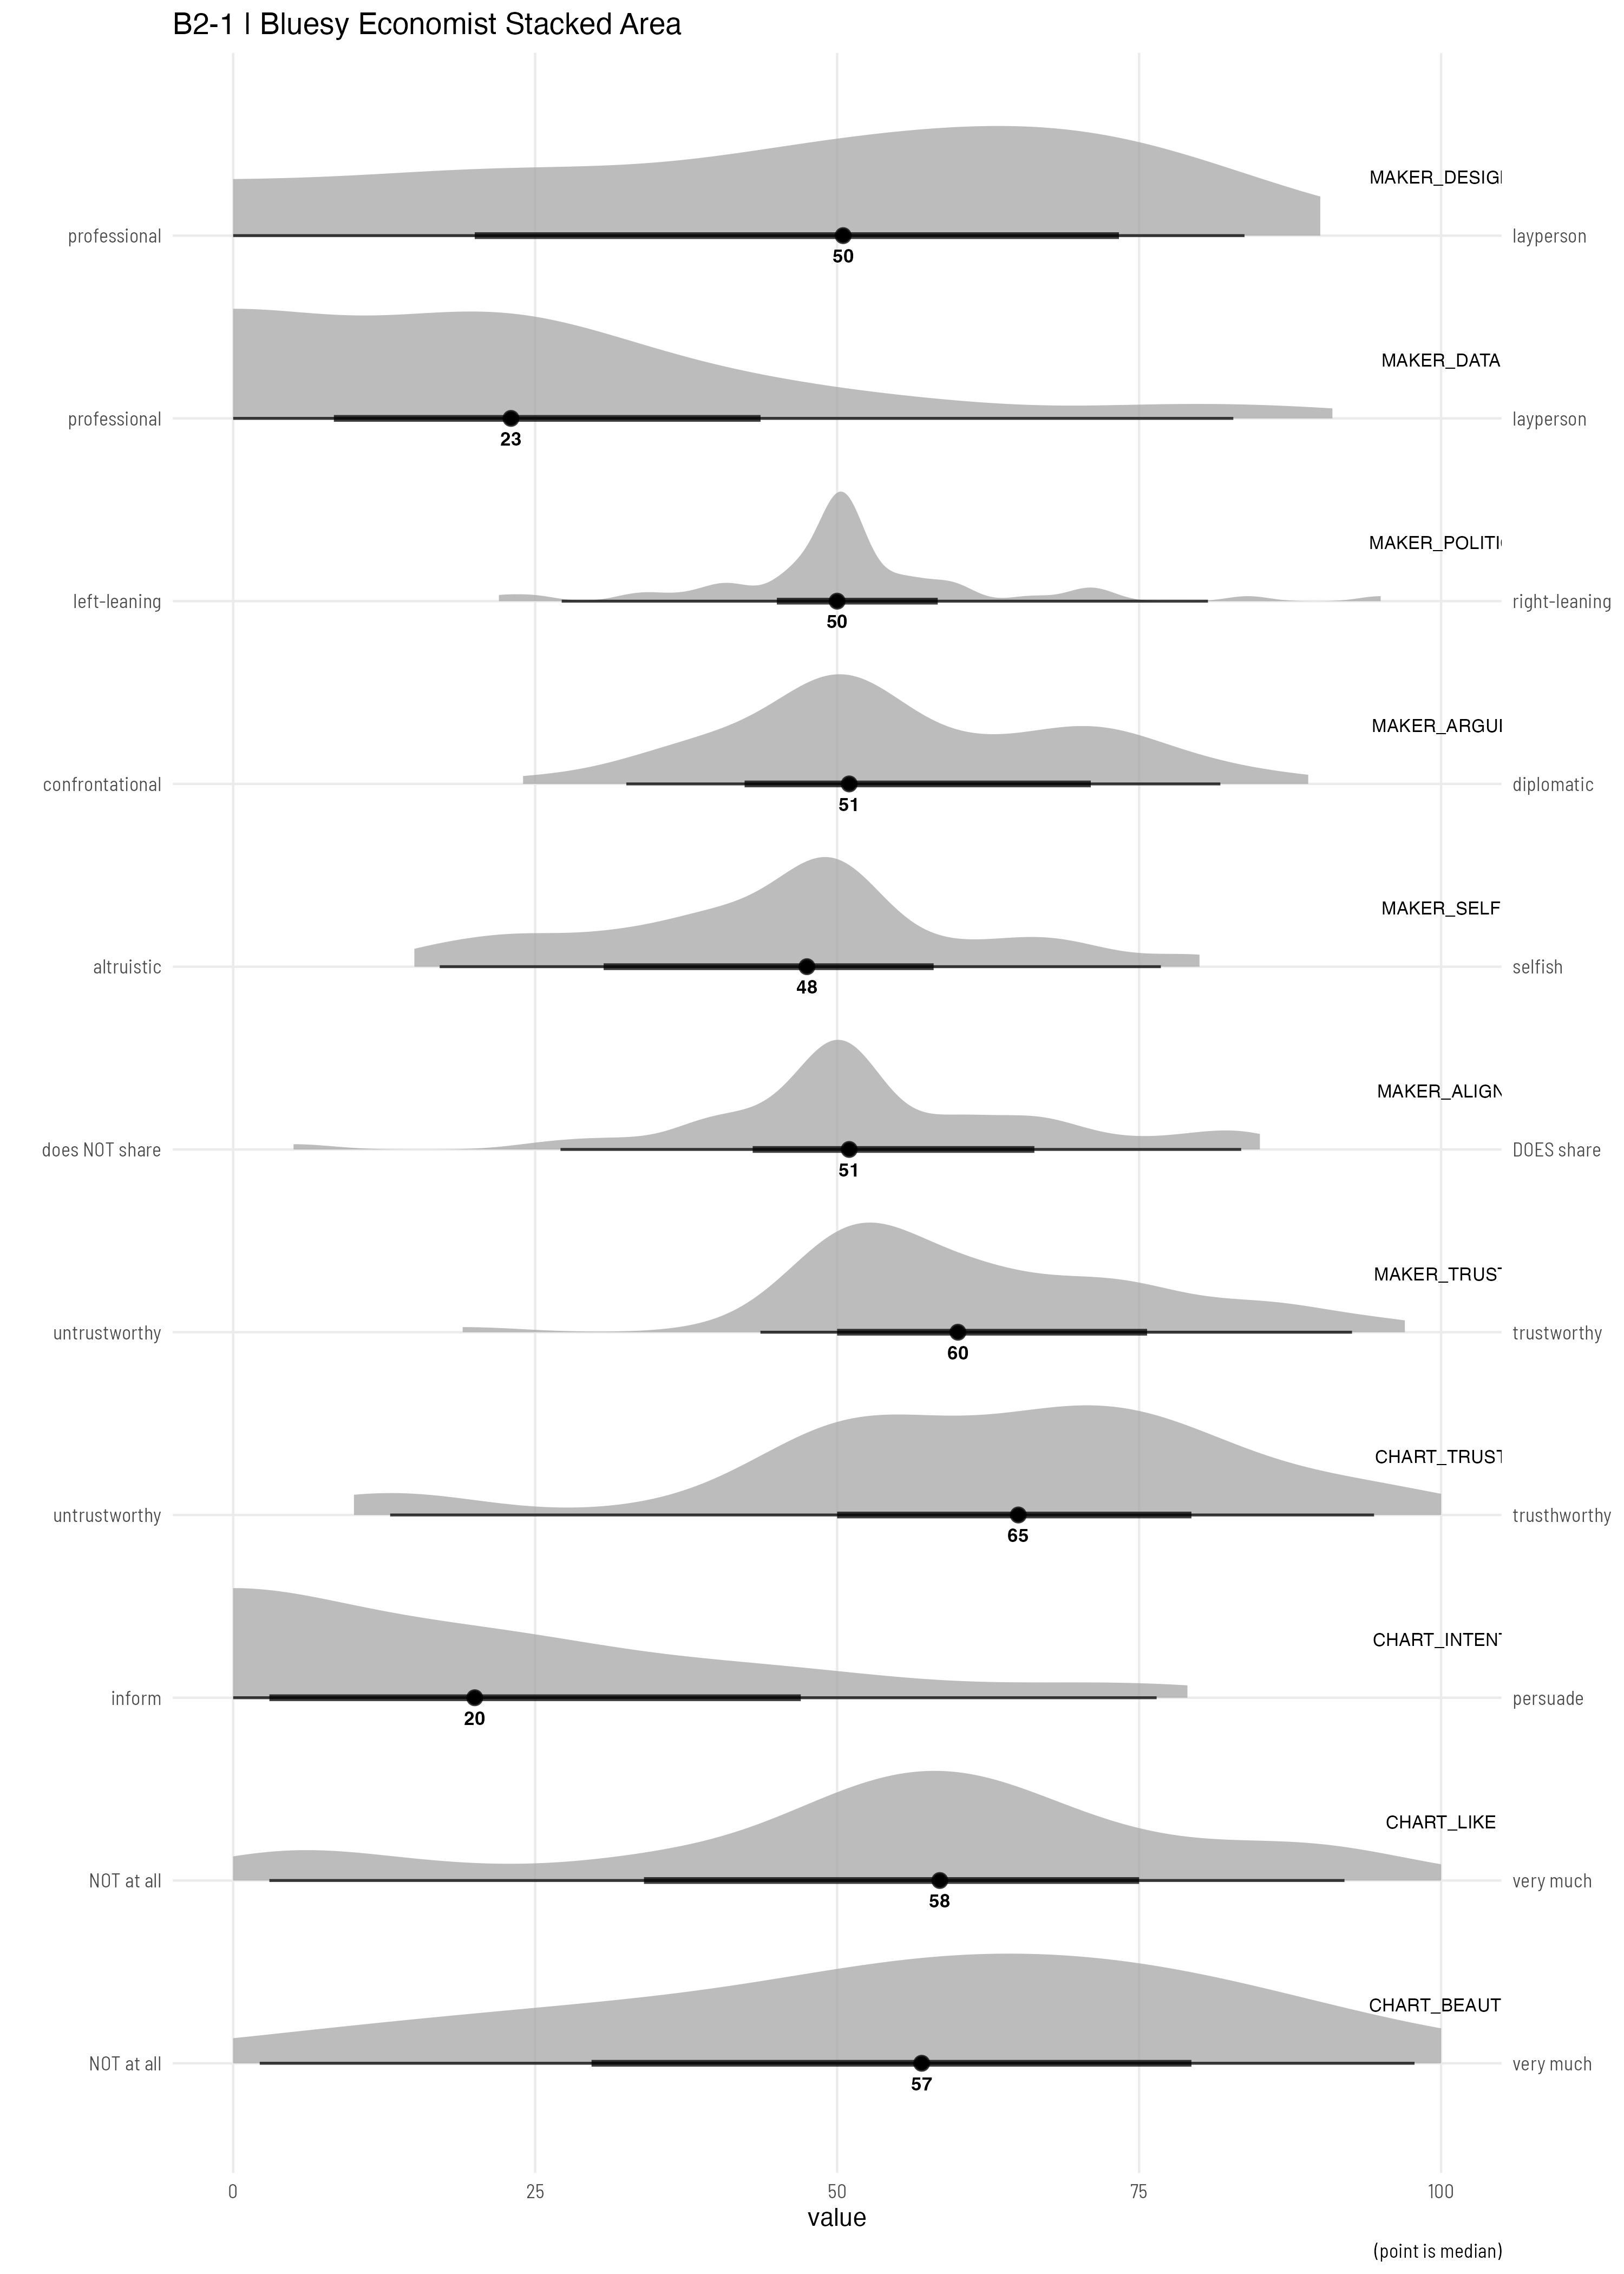 B2-1 | Bluesy Economist Stacked Area
MAKER_DESIG
professional
layperson
50
MAKER_DATA
professional
layperson
23
MAKER_POLITI
left-leaning
right-leaning
50
MAKER_ARGU
confrontational
diplomatic
51
MAKER_SELF
altruistic
selfish
48
MAKER_ALIGN
does NOT share
DOES share
51
MAKER_TRUST
untrustworthy
trustworthy
60
CHART_TRUST
untrustworthy
trusthworthy
65
CHART_INTENT
inform
persuade
20
CHART_LIKE
NOT at all
very much
58
CHART_BEAUT
NOT at all
very much
57
0 25 50 75 100
value
(point is median)